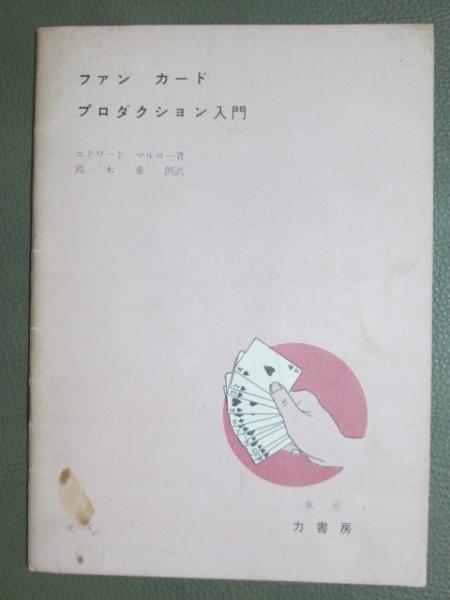 ファン カード
プロダクション入門
エドワード マルロー著
高木重朗訳
東京
力書房